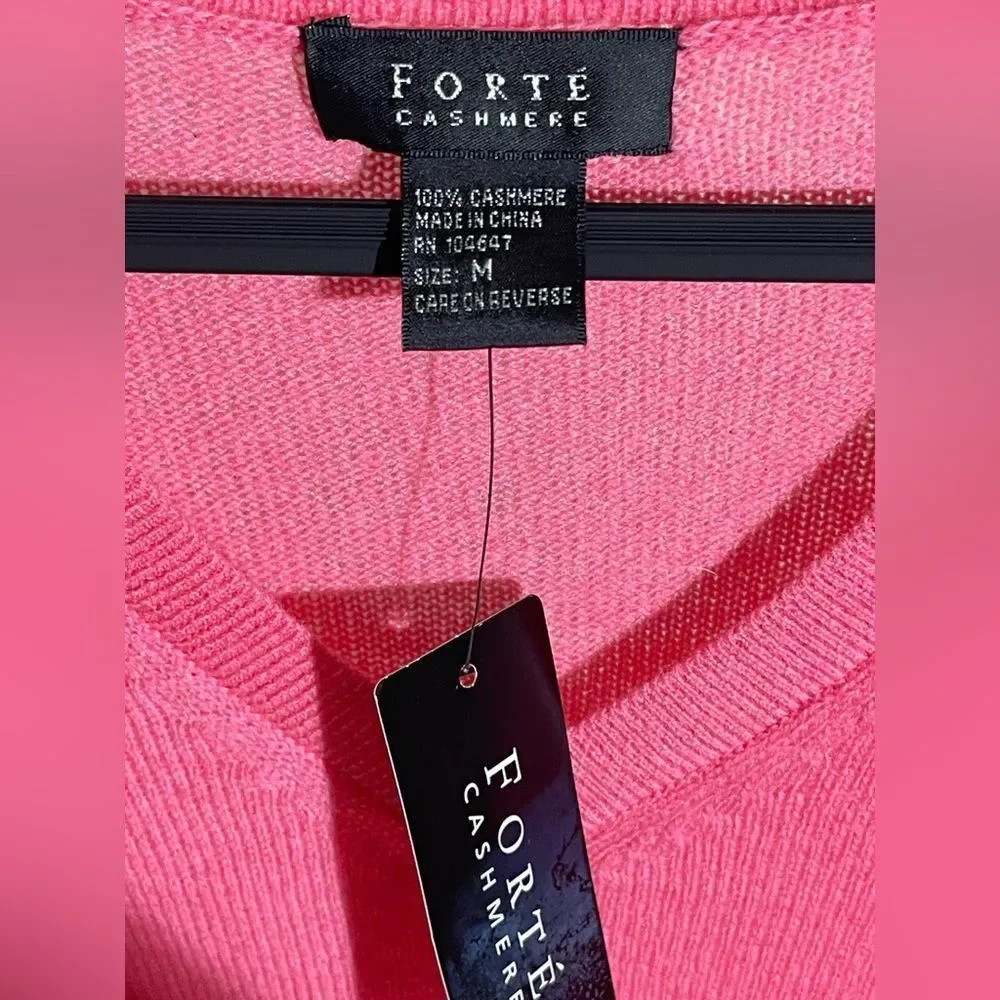 FORTÉ
CASHMERE
100% CASHMERE
MADE IN CHINA
RN 104647
SIZE: M
CARE ON REVERSE
FORTÉ
CASHMERE